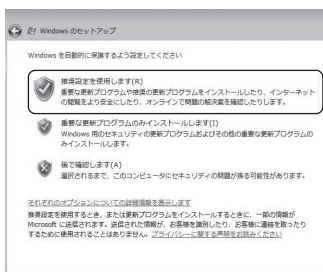 Windows のセットアップ
Windows を自動的に保護するよう設定してください
推奨設定を使用します(R)
重要な更新プログラムや推奨の更新プログラムをインストールしたり、インターネット
の閲覧をより安全にしたり、オンラインで問題の解決策を確認したりします。
重要な更新プログラムのみインストールします(I)
Windows 用のセキュリティの更新プログラムおよびその他の重要な更新プログラムの
みインストールします。
後で確認します(A)
選択されるまで、このコンピュータにセキュリティの問題が残る可能性があります。
それぞれのオプションについての詳細情報を表示します
推奨設定を使用するとき、または更新プログラムをインストールするときに、一部の情報が
Microsoft に送信されます。送信された情報が、お客様を識別したり、お客様に連絡を取ったり
するために使用されることはありません。プライバシーに関する声明をお読みください